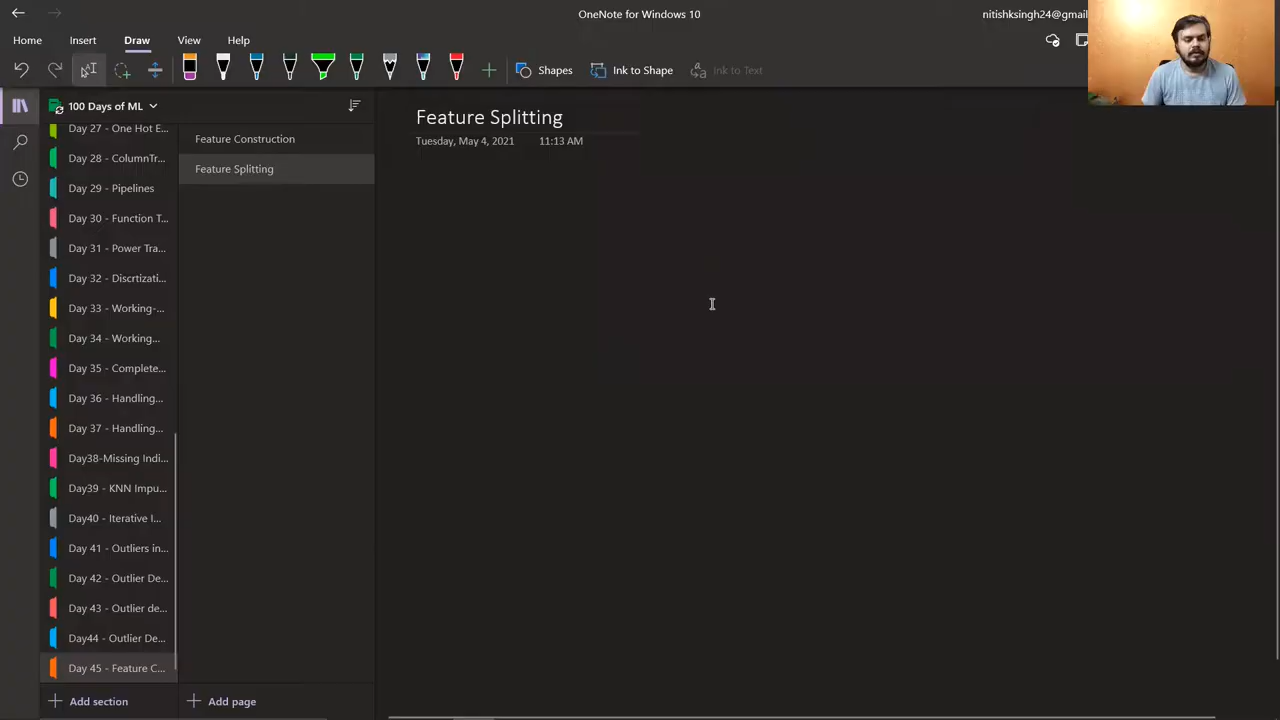 OneNote for Windows 10
nitishksingh24@gmail
Home
Insert
Draw
View
Help
Shapes
Ink to Shape
Ink to Text
100 Days of ML
Day 27 - One Hot E...
Day 28 - ColumnTr...
Day 29 - Pipelines
Day 30 - Function T...
Day 31 - Power Tra...
Day 32 - Discrtizati...
Day 33 - Working-...
Day 34 - Working...
Day 35 - Complete...
Day 36 - Handling...
Day 37 - Handling...
Day38-Missing Indi...
Day39 - KNN Impu...
Day40 - Iterative I...
Day 41 - Outliers in...
Day 42 - Outlier De...
Day 43 - Outlier de...
Day44 - Outlier De...
Day 45 - Feature C...
Add section
Feature Construction
Feature Splitting
Add page
Feature Splitting
Tuesday, May 4, 2021 11:13 AM